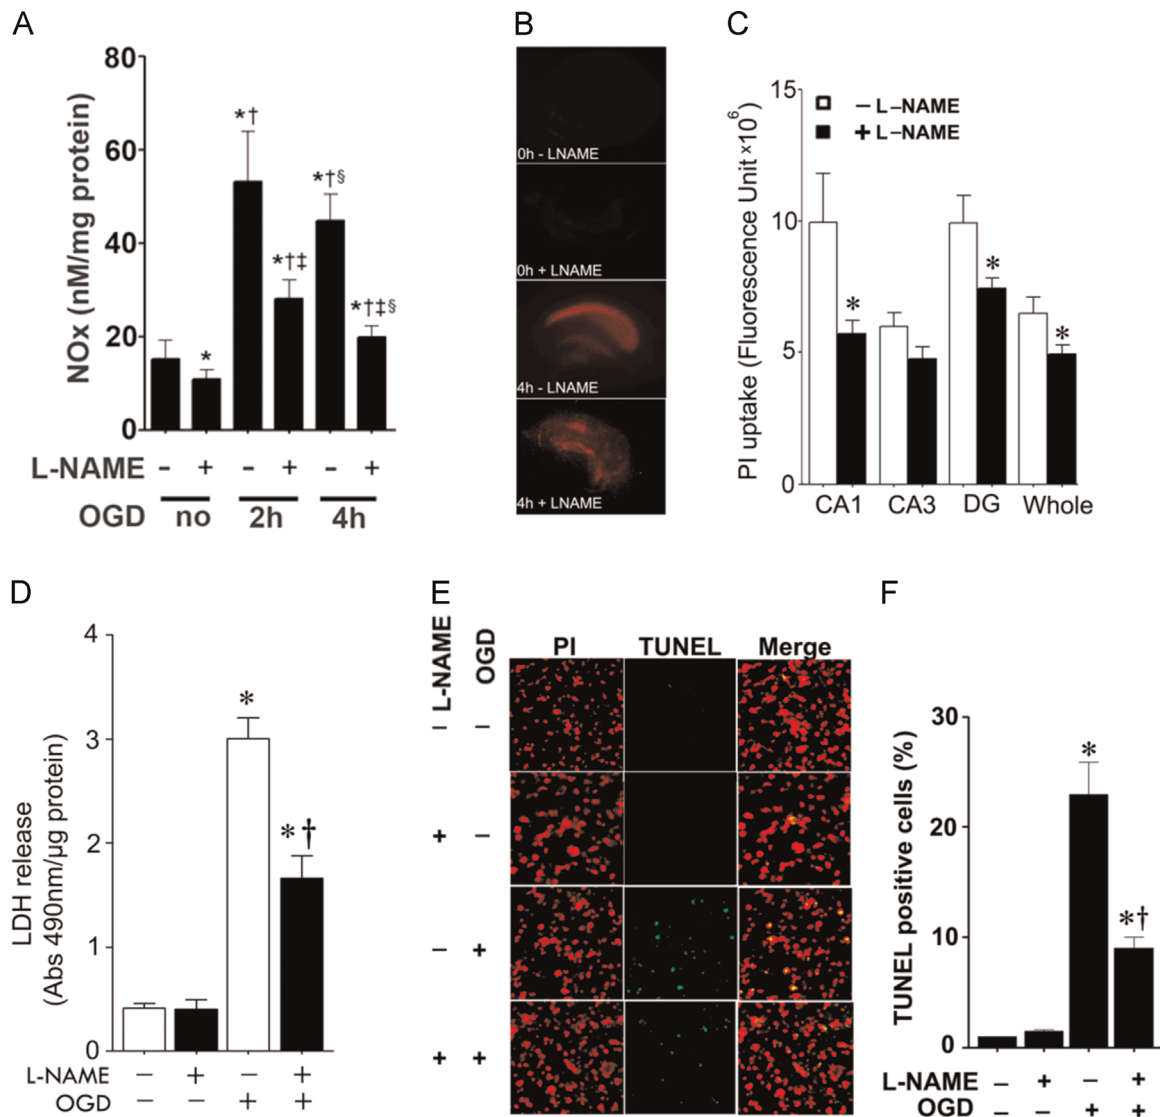 A
80
60
40
20
0
NOx (nM/mg protein)
*
*†
*†‡
*†§
*†‡§
L-NAME - + - + - +
OGD no 2h 4h
B
0h - LNAME
0h + LNAME
4h - LNAME
4h + LNAME
C
15
10
5
0
PI uptake (Fluorescence Unit ×10⁶)
– L–NAME
+ L–NAME
*
*
*
CA1 CA3 DG Whole
D
4
3
2
1
0
LDH release
(Abs 490nm/µg protein)
*
*†
L-NAME – + – +
OGD – – + +
E
L-NAME
OGD
PI TUNEL Merge
– –
+ –
– +
+ +
F
30
20
10
0
TUNEL positive cells (%)
*
*†
L-NAME – + – +
OGD – – + +